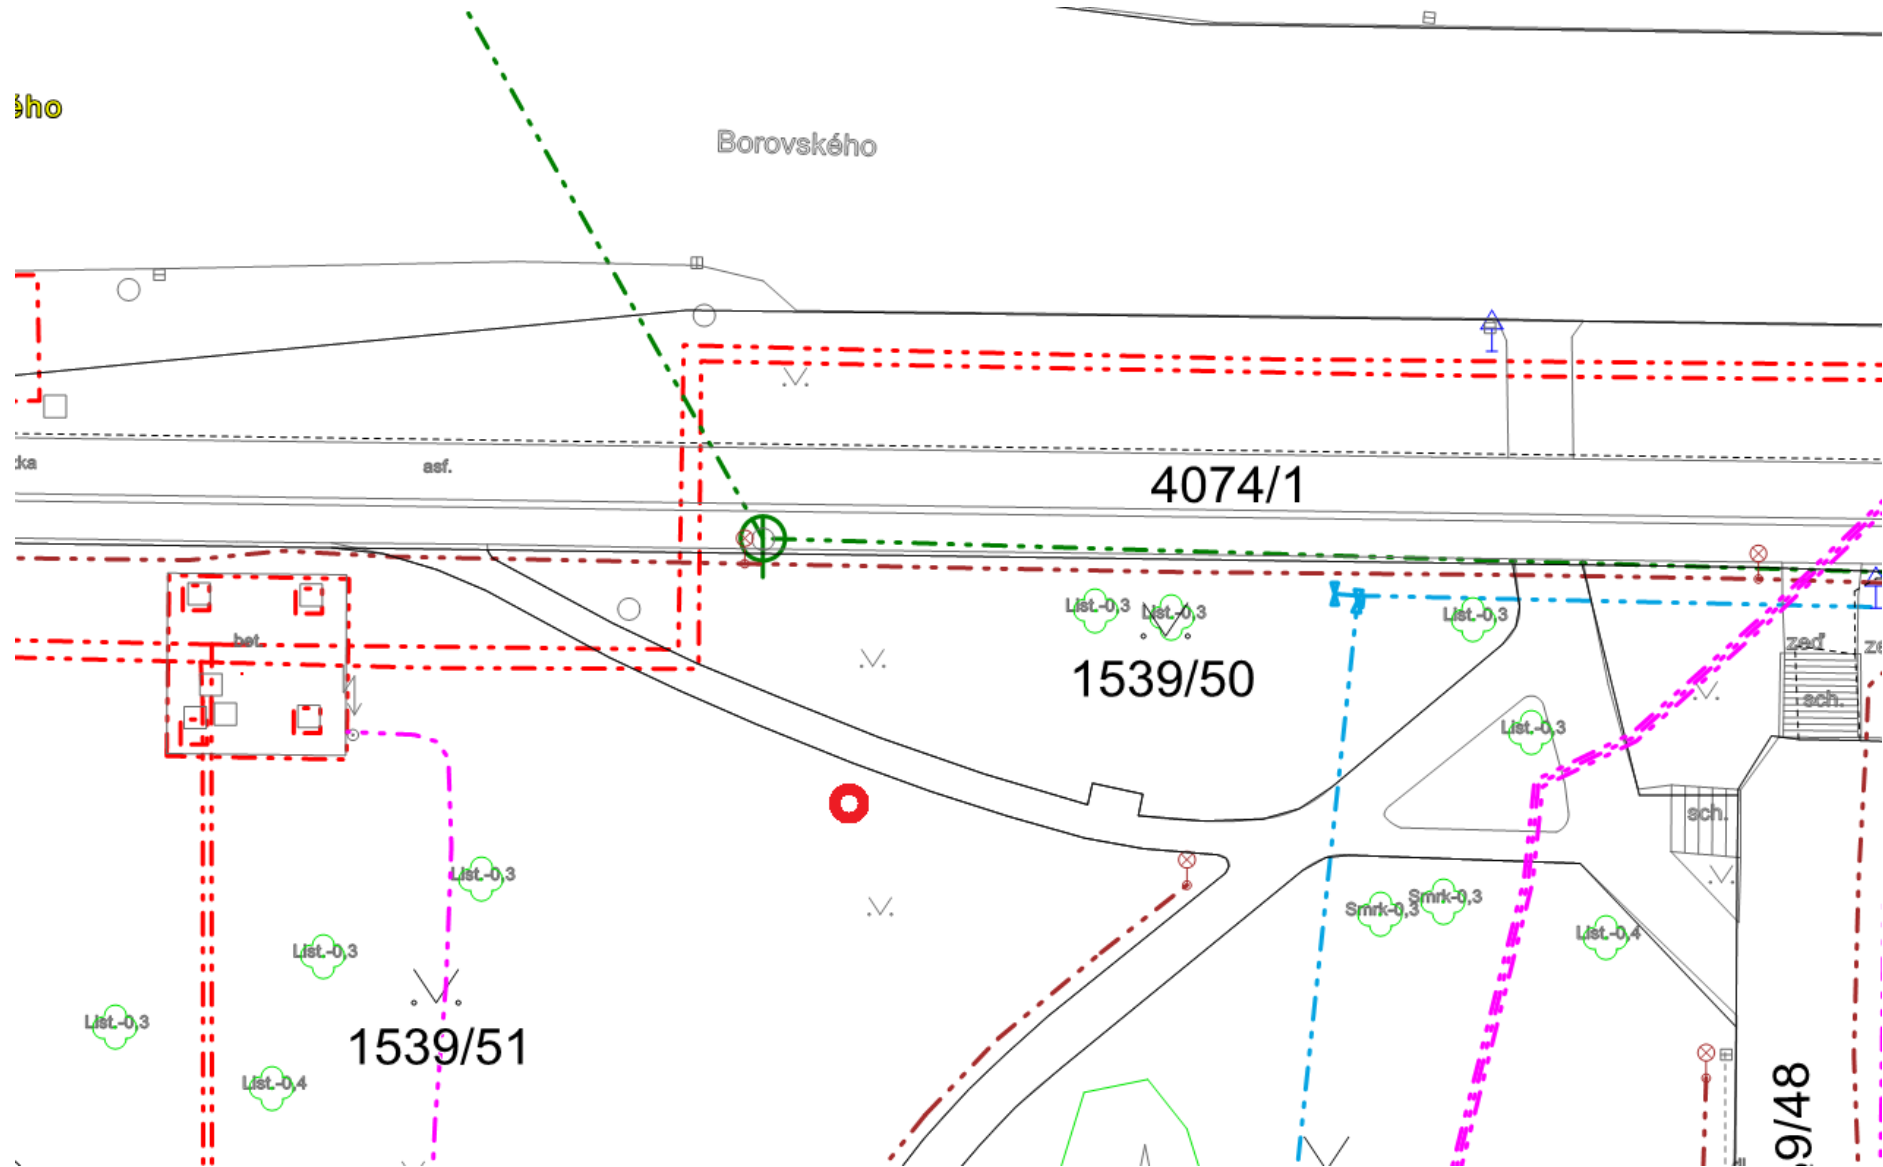 ého
Borovského
zka
asf.
4074/1
List.-0,3
List.-0,3
List.-0,3
bet.
zeď
1539/50
sch.
List.-0,3
sch.
List.-0,3
Smrk-0,3
Smrk-0,3
List.-0,4
List.-0,3
List.-0,3
1539/51
List.-0,4
9/48